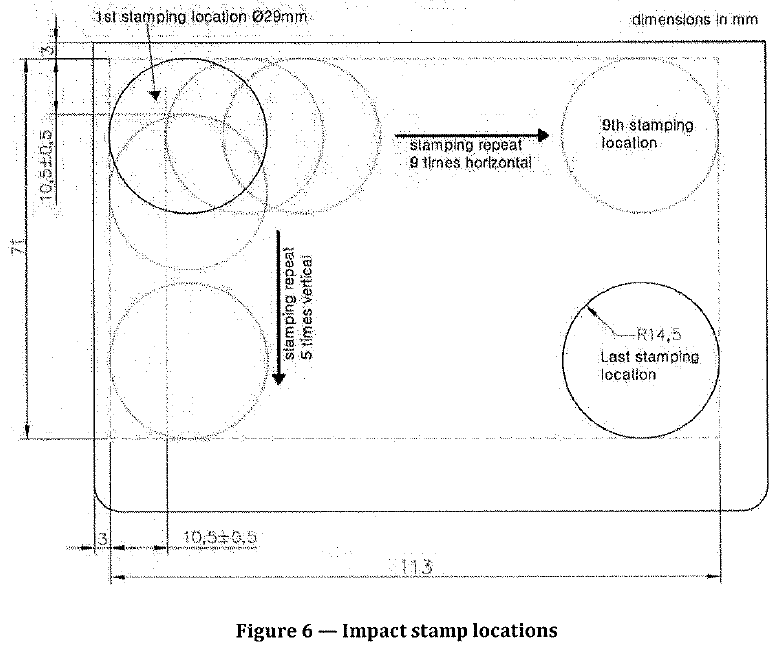 1st stamping location Ø29mm
dimensions in mm
3
10,5±0,5
71
stamping repeat
9 times horizontal
9th stamping
location
stamping repeat
5 times vertical
R14,5
Last stamping
location
3
10,5±0,5
113
Figure 6 — Impact stamp locations